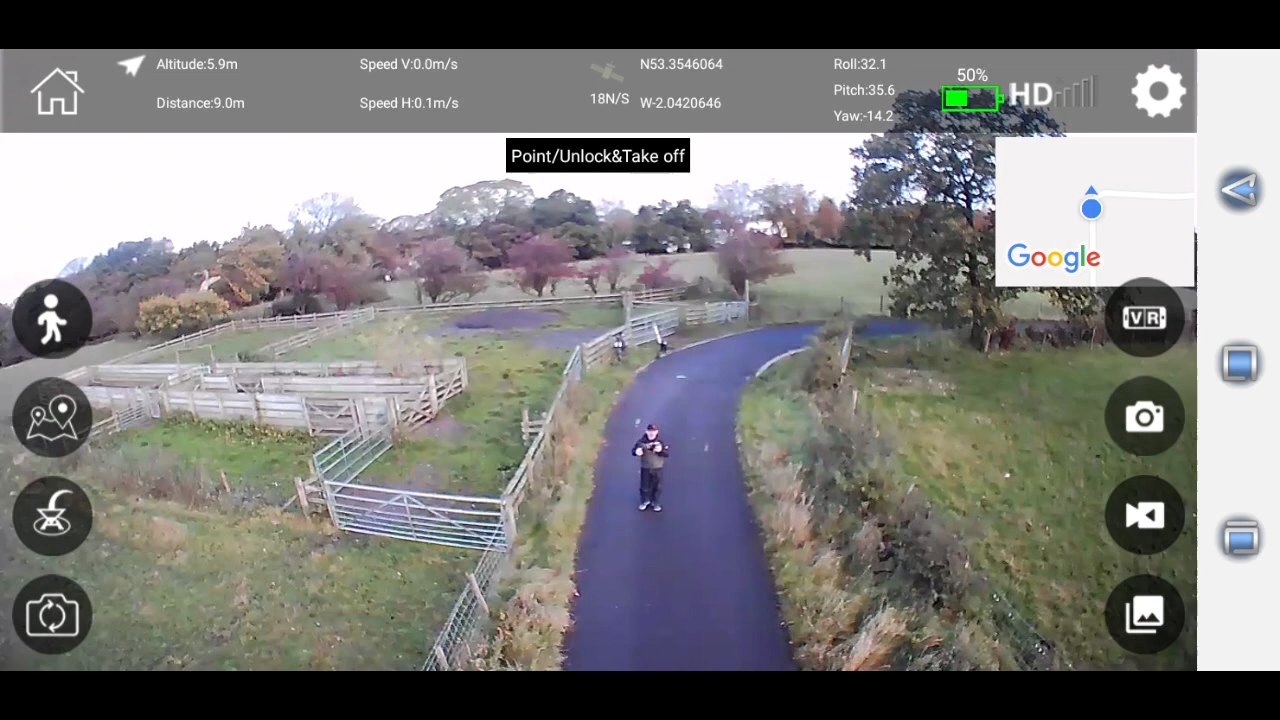 Altitude:5.9m
Speed V:0.0m/s
N53.3546064
Roll:32.1
50%
HD
Pitch:35.6
Distance:9.0m
Speed H:0.1m/s
18N/S
W-2.0420646
Yaw:-14.2
Point/Unlock&Take off
Google
VR